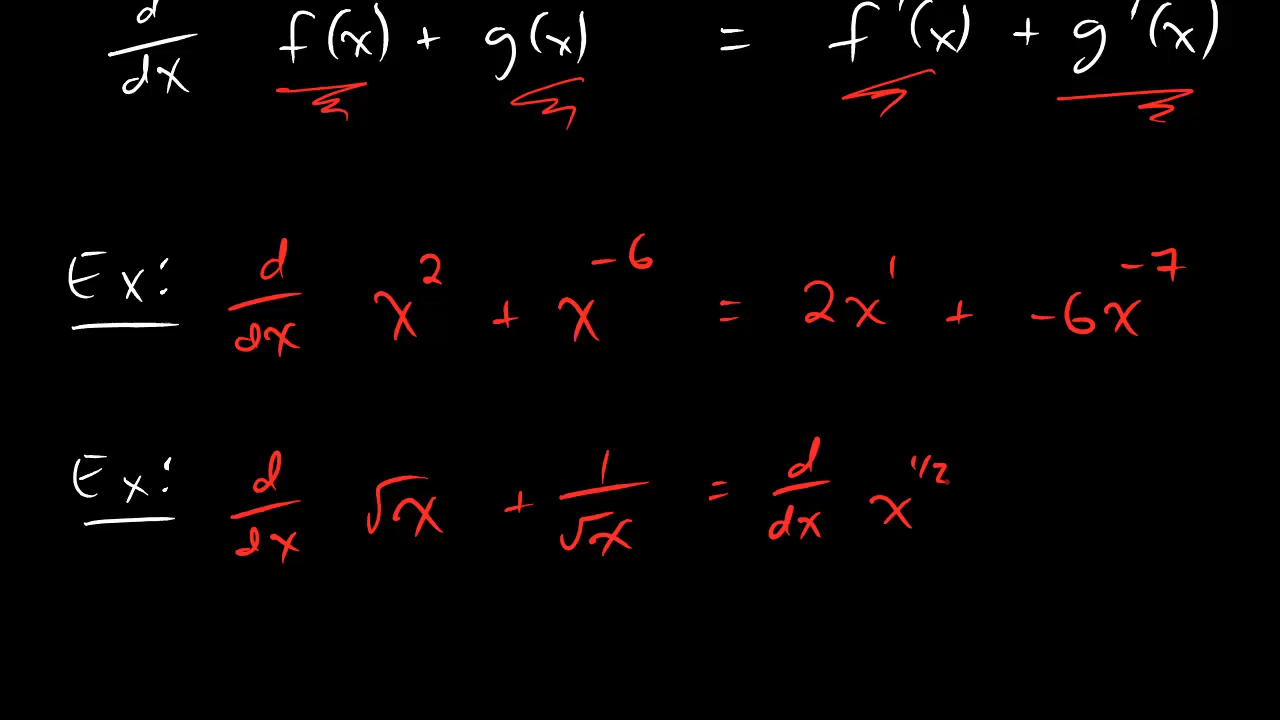 d/dx f(x) + g(x) = f'(x) + g'(x)
Ex: d/dx x^2 + x^-6 = 2x^1 + -6x^-7
Ex: d/dx √x + 1/√x = d/dx x^1/2